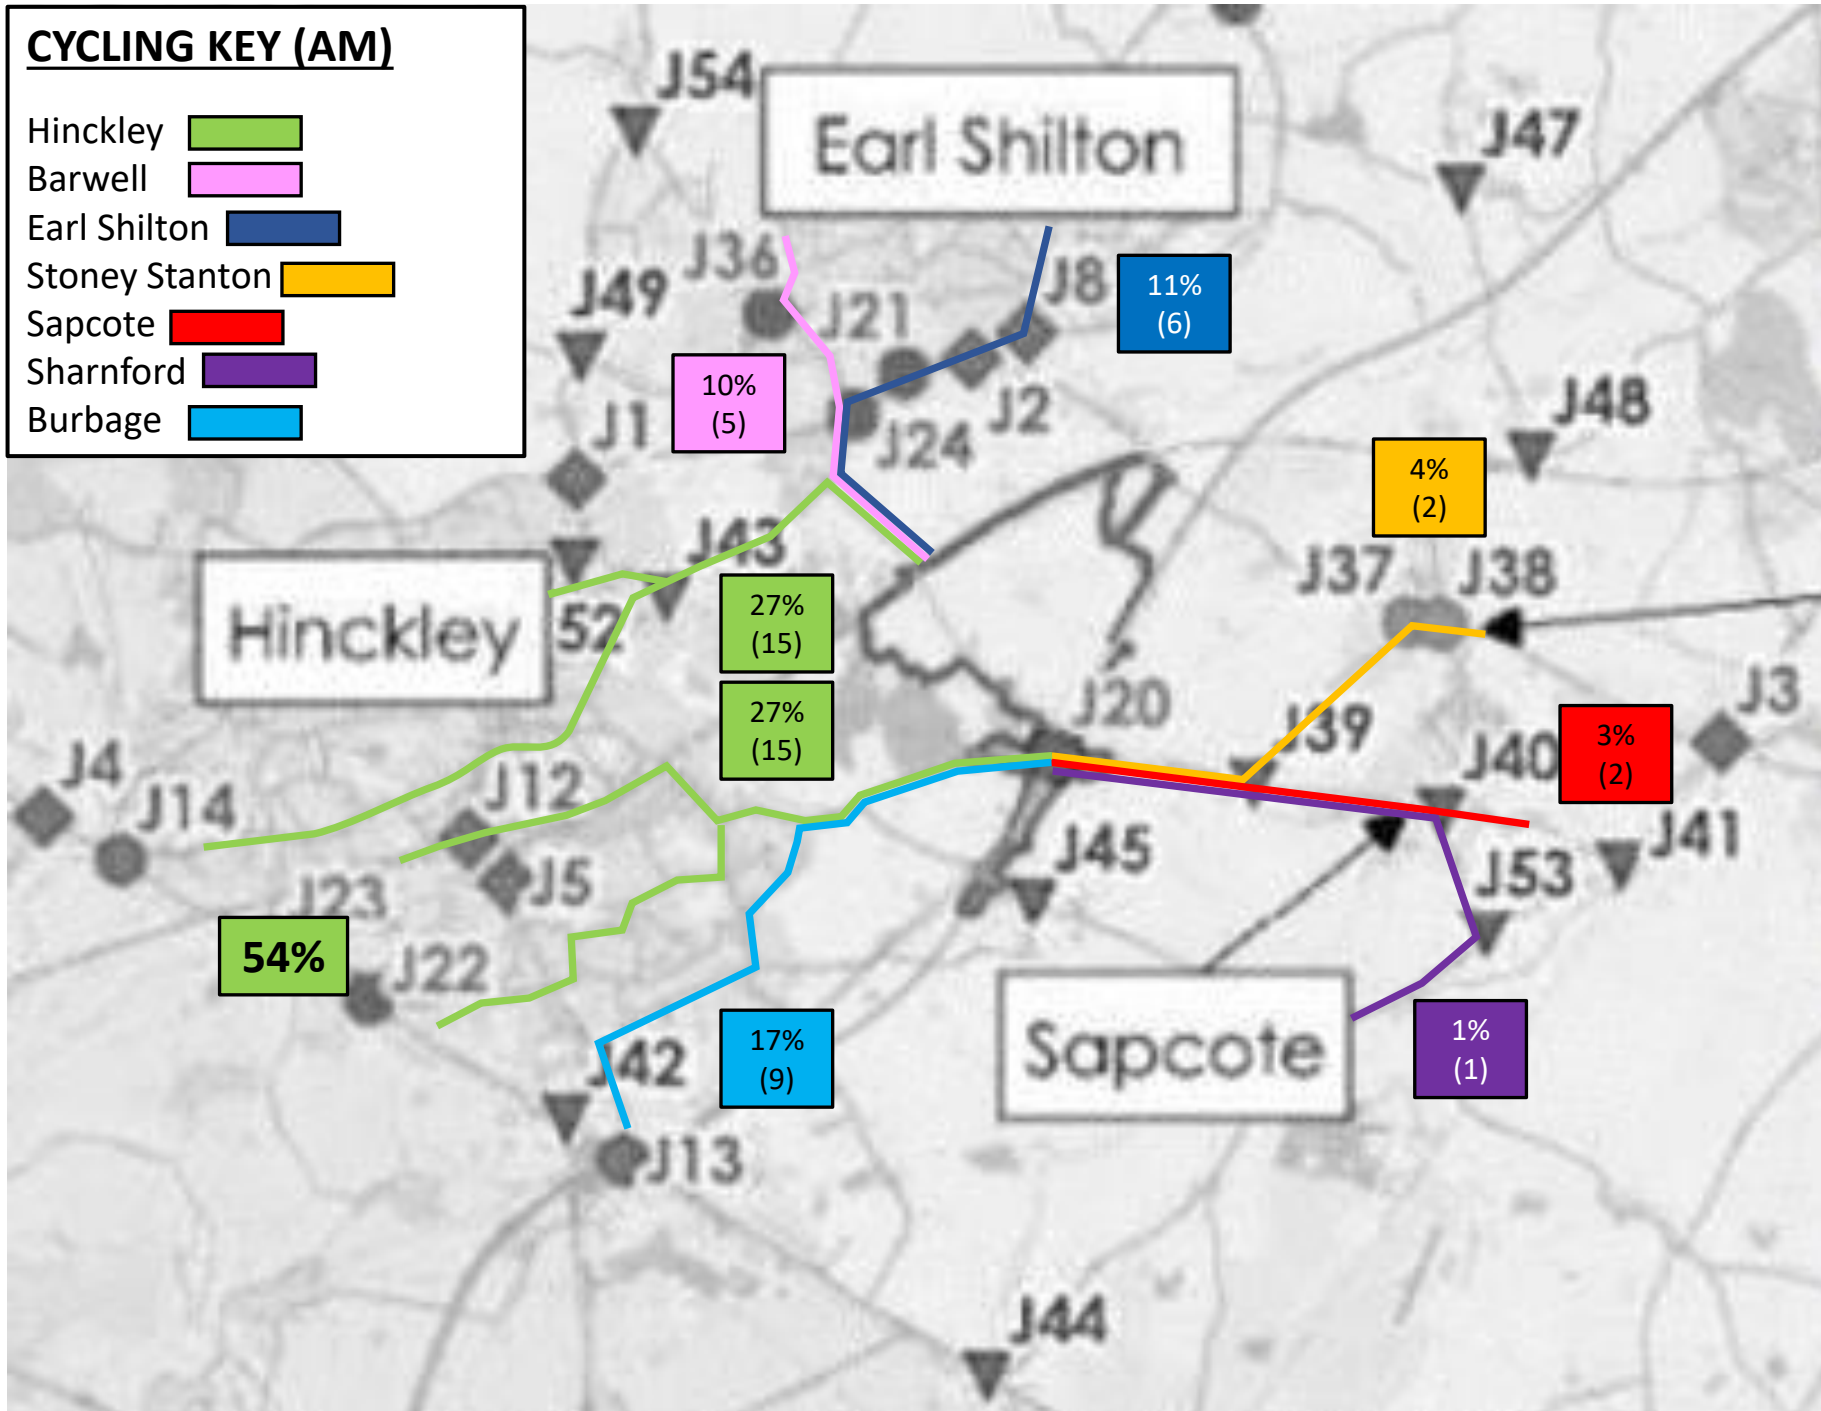 CYCLING KEY (AM)
Hinckley
Barwell
Earl Shilton
Stoney Stanton
Sapcote
Sharnford
Burbage
J54
Earl Shilton
J47
J36
J8
11%
(6)
J49
J21
10%
(5)
J2
J48
J1
J24
4%
(2)
J43
Hinckley
52
27%
(15)
J37
J38
27%
(15)
J20
J39
J3
J4
J12
J40
3%
(2)
J14
J45
J41
J23
J5
J53
54%
J22
Sapcote
17%
(9)
1%
(1)
J42
J13
J44